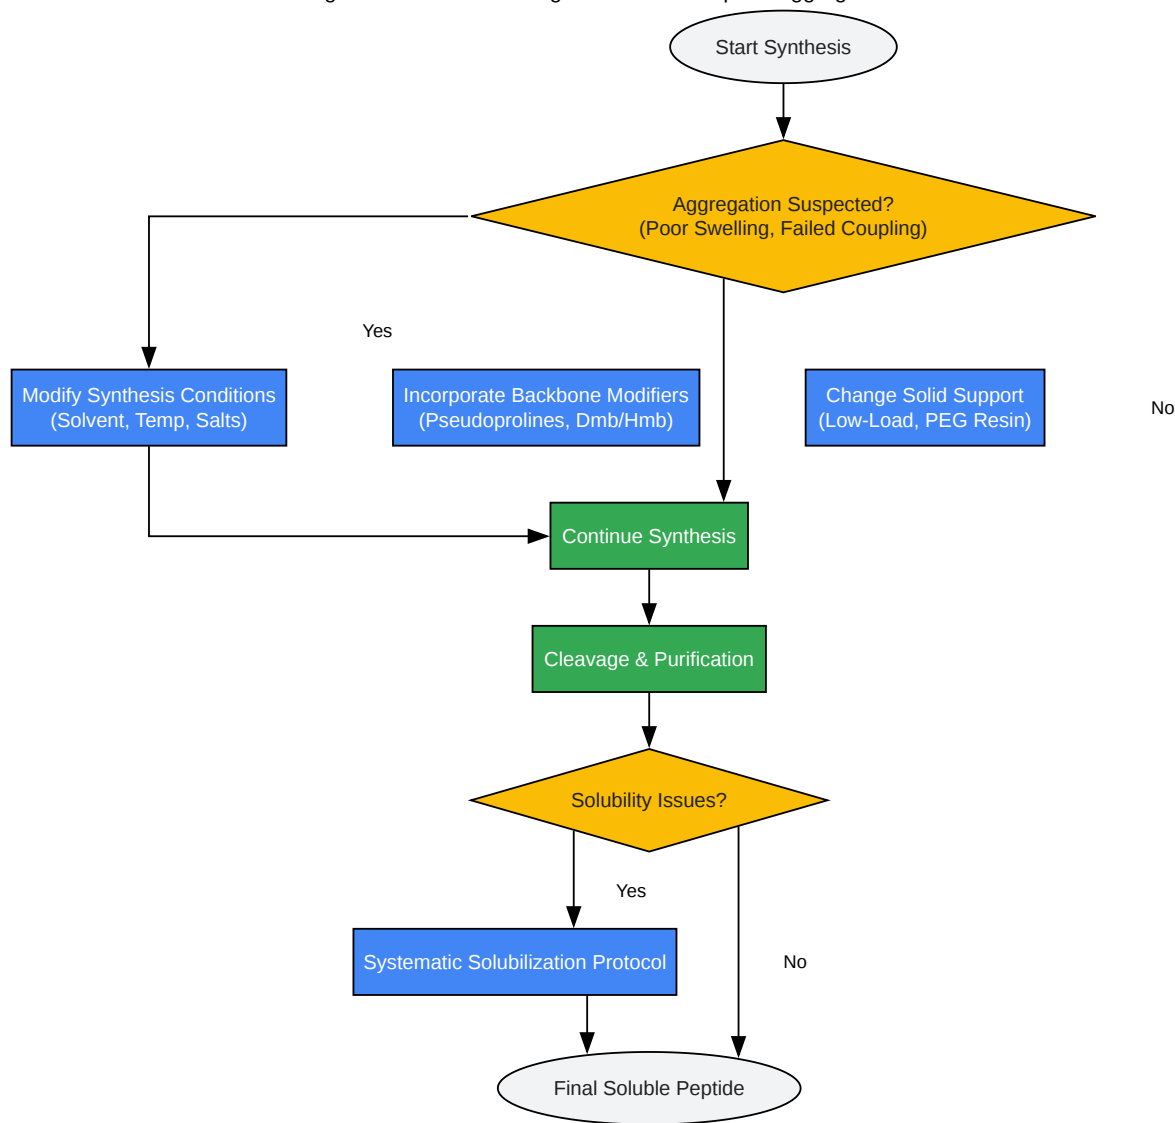 Start Synthesis
Aggregation Suspected?
(Poor Swelling, Failed Coupling)
Yes
Modify Synthesis Conditions
(Solvent, Temp, Salts)
Incorporate Backbone Modifiers
(Pseudoprolines, Dmb/Hmb)
Change Solid Support
(Low-Load, PEG Resin)
No
Continue Synthesis
Cleavage & Purification
Solubility Issues?
Yes
Systematic Solubilization Protocol
No
Final Soluble Peptide